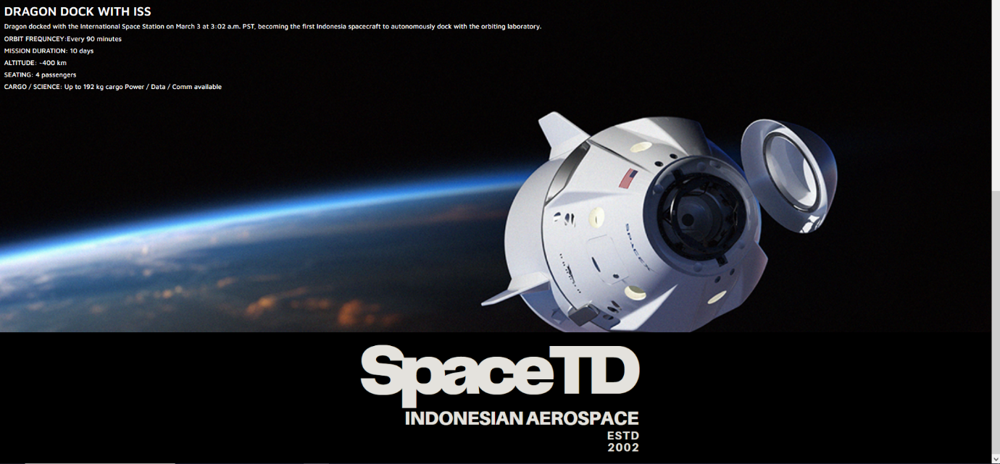 DRAGON DOCK WITH ISS
Dragon docked with the International Space Station on March 3 at 3:02 a.m. PST, becoming the first Indonesia spacecraft to autonomously dock with the orbiting laboratory.
ORBIT FREQUNCEY:Every 90 minutes
MISSION DURATION: 10 days
ALTITUDE: ~400 km
SEATING: 4 passengers
CARGO / SCIENCE: Up to 192 kg cargo Power / Data / Comm available
SPACEX
SpaceTD
INDONESIAN AEROSPACE
ESTD
2002